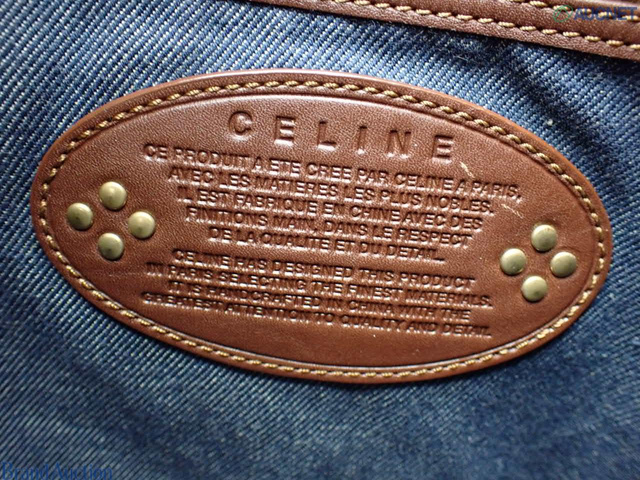 CELINE
CE PRODUIT A ETE CREE PAR CELINE A PARIS,
AVEC LES MATIERES LES PLUS NOBLES.
IL EST FABRIQUE EN CHINE AVEC DES
FINITIONS MAIN, DANS LE RESPECT
DE LA QUALITE ET DU DETAIL.
CELINE HAS DESIGNED THIS PRODUCT
IN PARIS SELECTING THE FINEST MATERIALS.
IT IS HANDCRAFTED IN CHINA WITH THE
GREATEST ATTENTION TO QUALITY AND DETAIL
Brand Auction